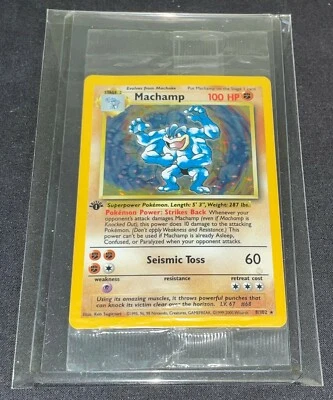 Evolves from Machoke
Put Machamp on the Stage 1 card
STAGE 2
Machamp
100 HP
Superpower Pokémon. Length: 5' 3", Weight: 287 lbs.
Pokémon Power: Strikes Back Whenever your
opponent's attack damages Machamp (even if Machamp is
Knocked Out), this power does 10 damage to the attacking
Pokémon. (Don't apply Weakness and Resistance.) This
power can't be used if Machamp is already Asleep,
Confused, or Paralyzed when your opponent attacks.
Seismic Toss 60
weakness resistance retreat cost
Using its amazing muscles, it throws powerful punches that
can knock its victim clear over the horizon. LV. 67 #68
8/102